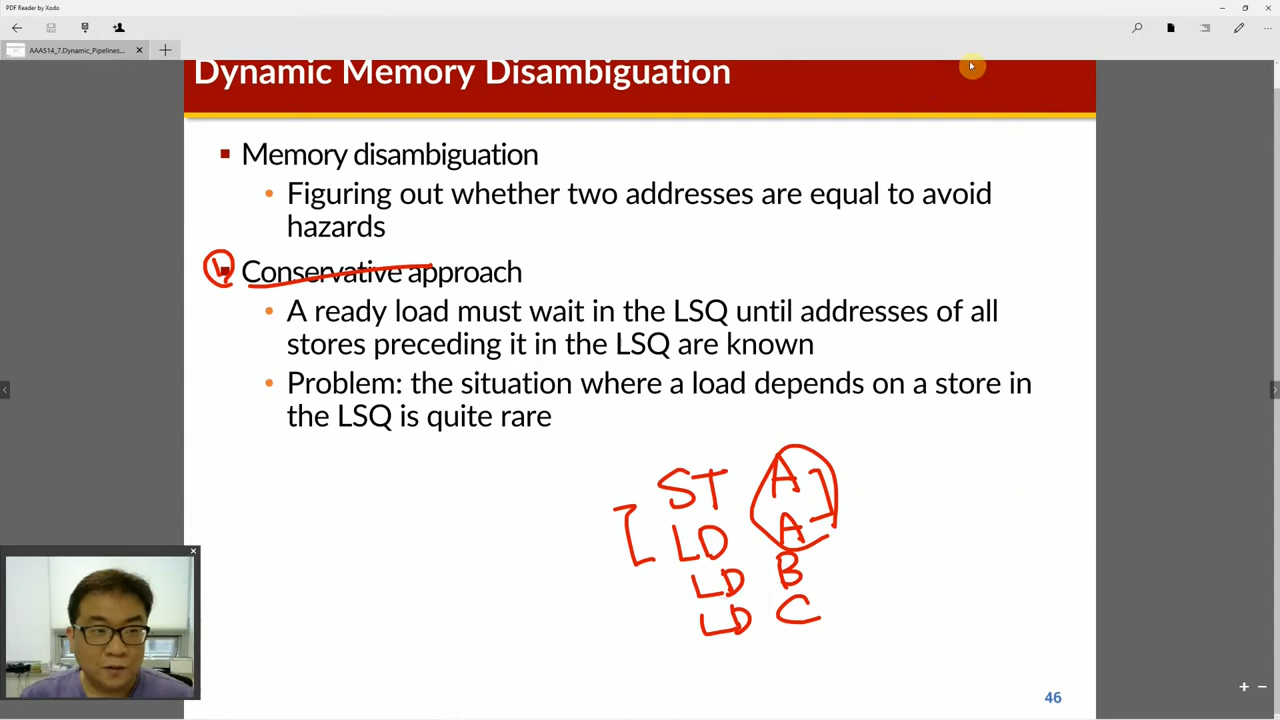 PDF Reader by Xodo
AAA514_7.Dynamic_Pipelines...
Dynamic Memory Disambiguation
Memory disambiguation
Figuring out whether two addresses are equal to avoid
hazards
Conservative approach
A ready load must wait in the LSQ until addresses of all
stores preceding it in the LSQ are known
Problem: the situation where a load depends on a store in
the LSQ is quite rare
ST A
LD A
LD B
LD C
46